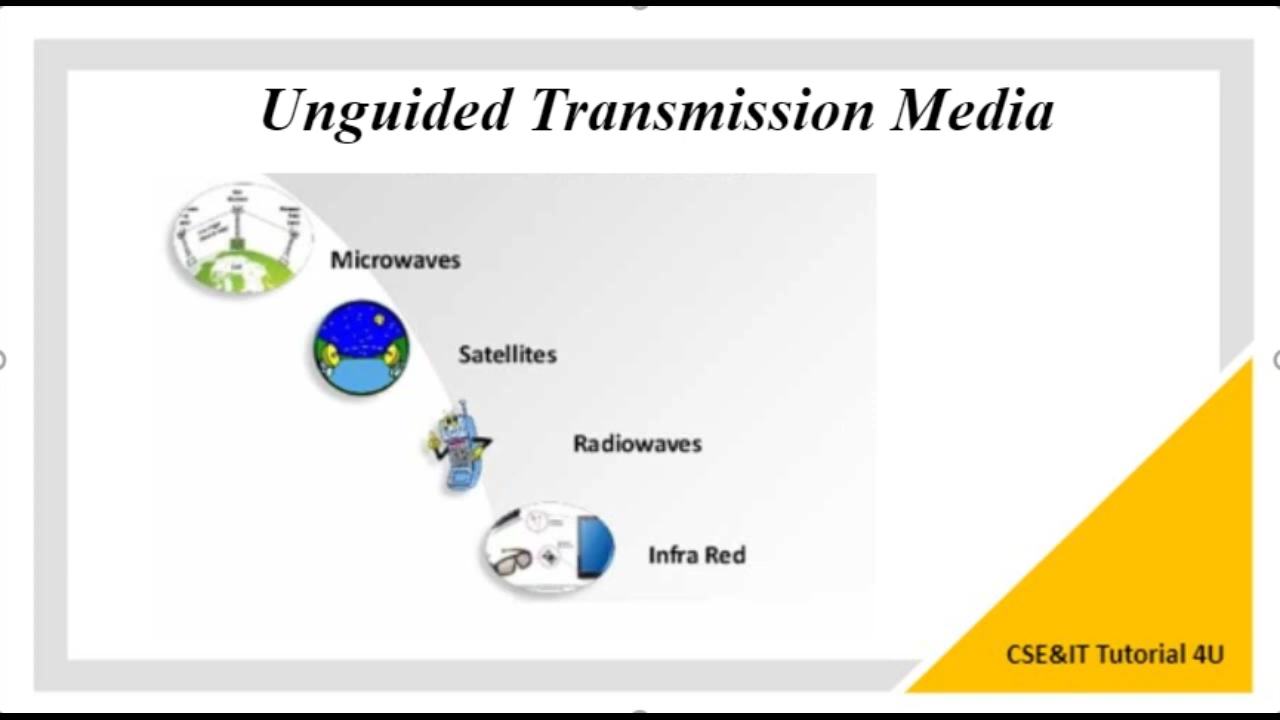 Unguided Transmission Media
Microwaves
Satellites
Radiowaves
Infra Red
CSE&IT Tutorial 4U